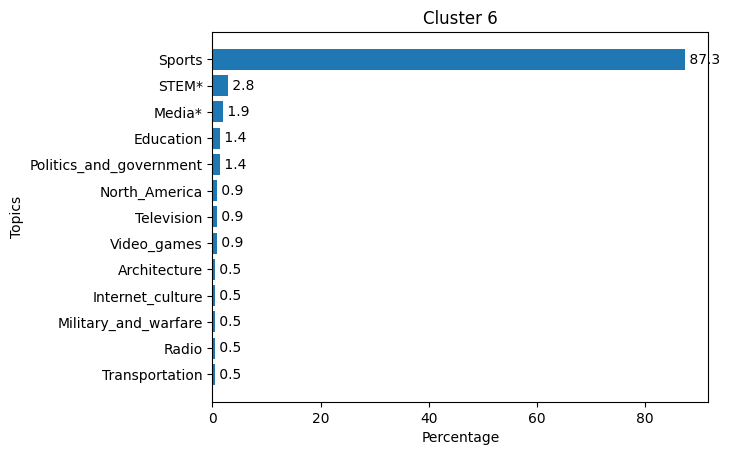 Cluster 6
Topics
Sports 87.3
STEM* 2.8
Media* 1.9
Education 1.4
Politics_and_government 1.4
North_America 0.9
Television 0.9
Video_games 0.9
Architecture 0.5
Internet_culture 0.5
Military_and_warfare 0.5
Radio 0.5
Transportation 0.5
0 20 40 60 80
Percentage